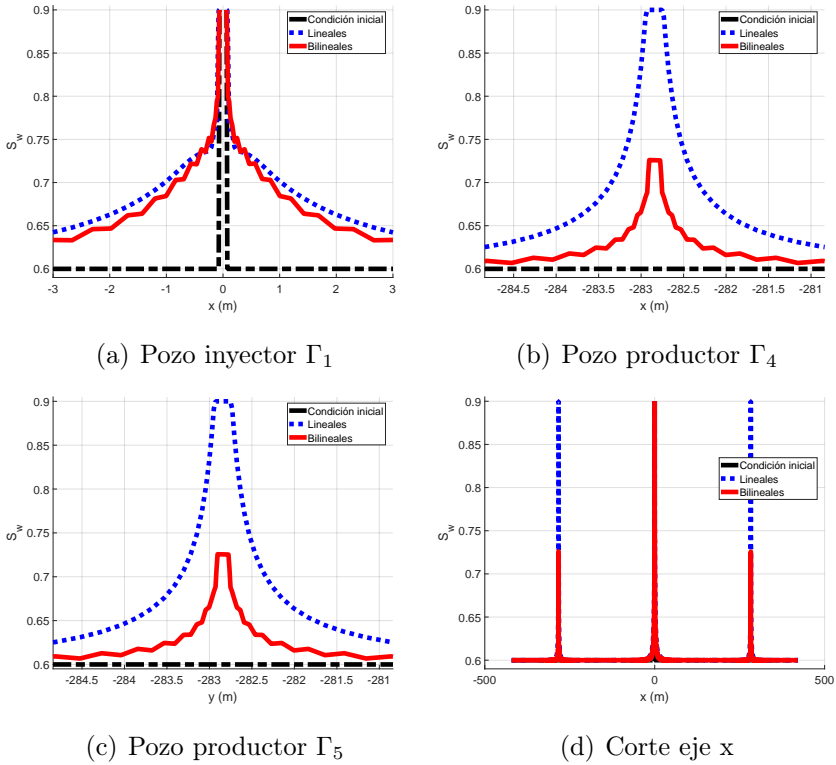 0.9
0.85
0.8
0.75
0.7
0.65
0.6
S_w
-3 -2 -1 0 1 2 3
x (m)
Condición inicial
Lineales
Bilineales
(a) Pozo inyector Γ₁
0.9
0.85
0.8
0.75
0.7
0.65
0.6
S_w
-284.5 -284 -283.5 -283 -282.5 -282 -281.5 -281
x (m)
Condición inicial
Lineales
Bilineales
(b) Pozo productor Γ₄
0.9
0.85
0.8
0.75
0.7
0.65
0.6
S_w
-284.5 -284 -283.5 -283 -282.5 -282 -281.5 -281
y (m)
Condición inicial
Lineales
Bilineales
(c) Pozo productor Γ₅
0.9
0.85
0.8
0.75
0.7
0.65
0.6
S_w
-500 0 500
x (m)
Condición inicial
Lineales
Bilineales
(d) Corte eje x